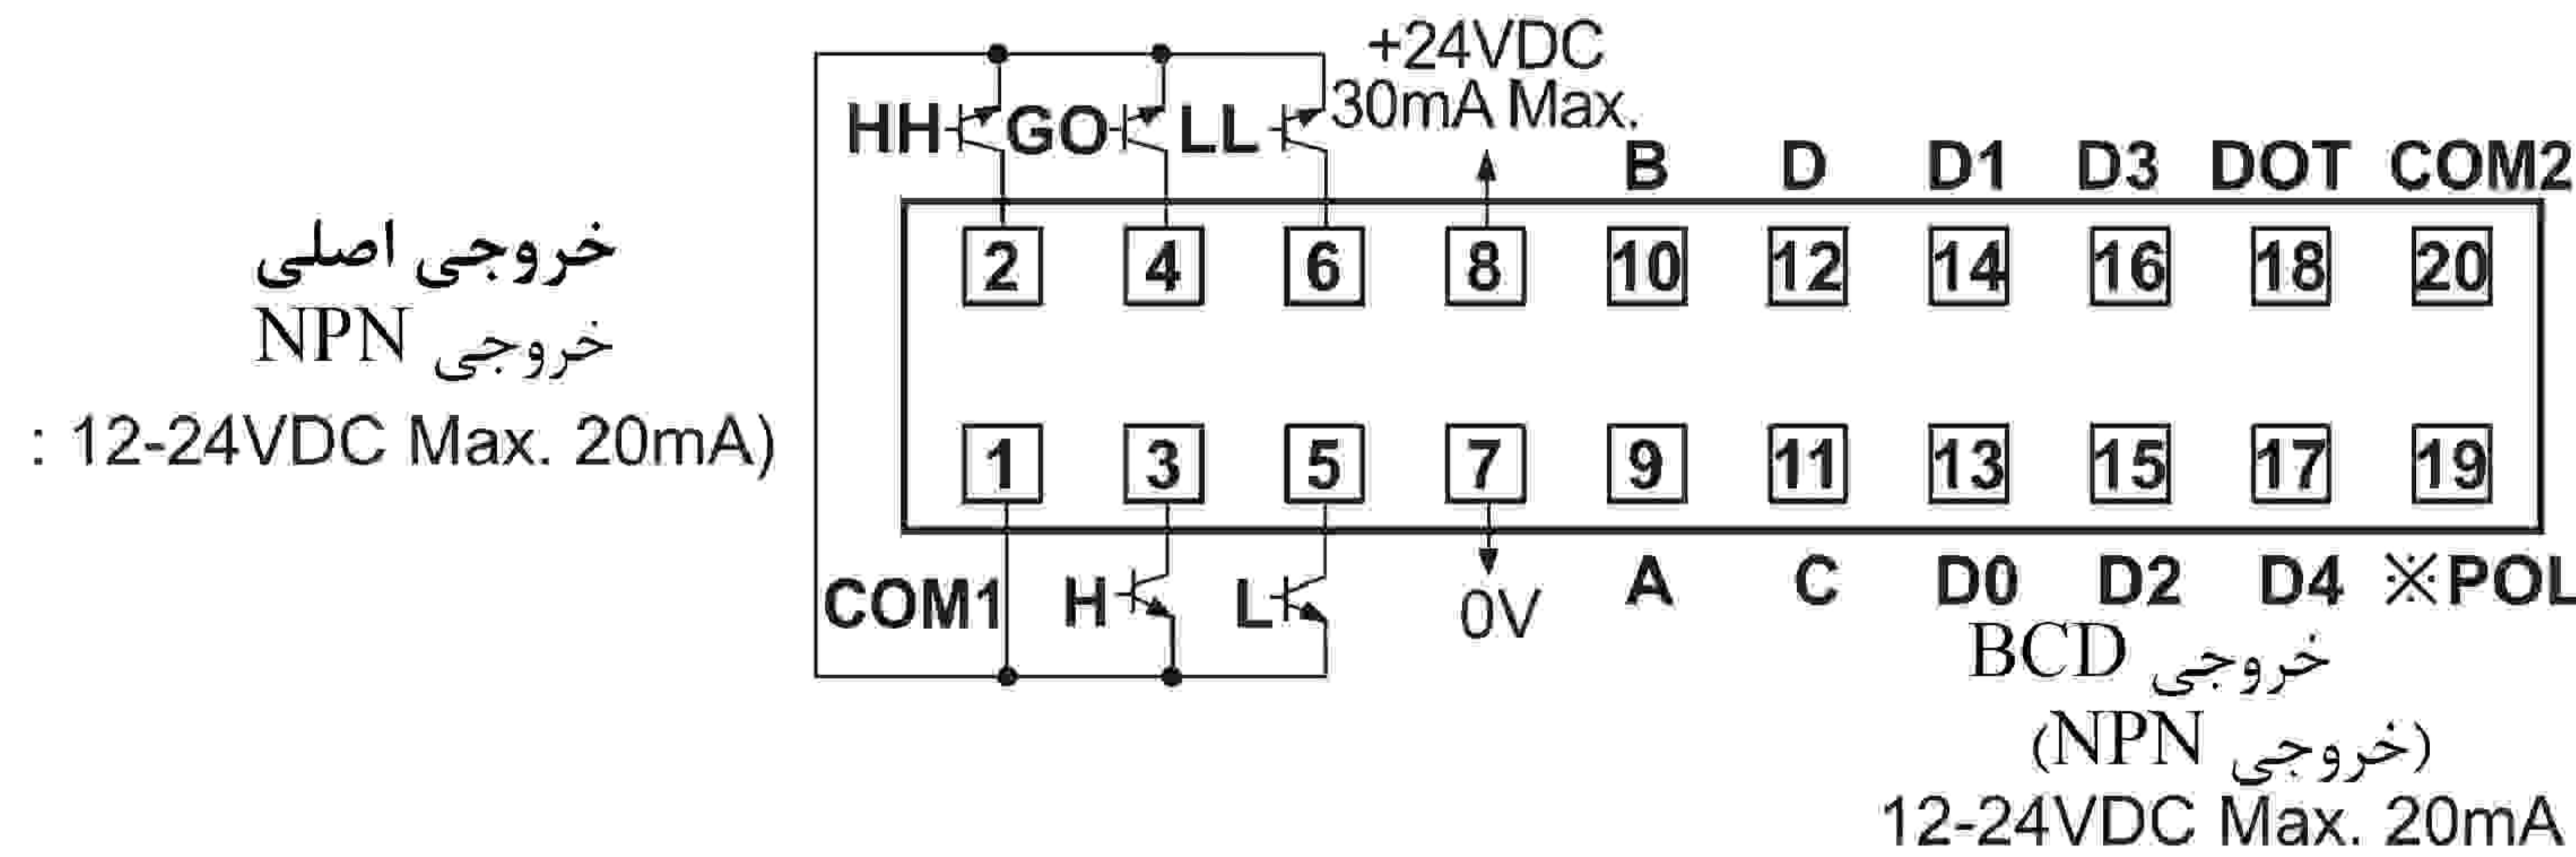 +24VDC
30mA Max.
HH GO LL
B D D1 D3 DOT COM2
خروجی اصلی
خروجی NPN
: 12-24VDC Max. 20mA)
2 4 6 8 10 12 14 16 18 20
1 3 5 7 9 11 13 15 17 19
COM1 H L 0V A C D0 D2 D4 ※POL
خروجی BCD
(خروجی NPN)
12-24VDC Max. 20mA